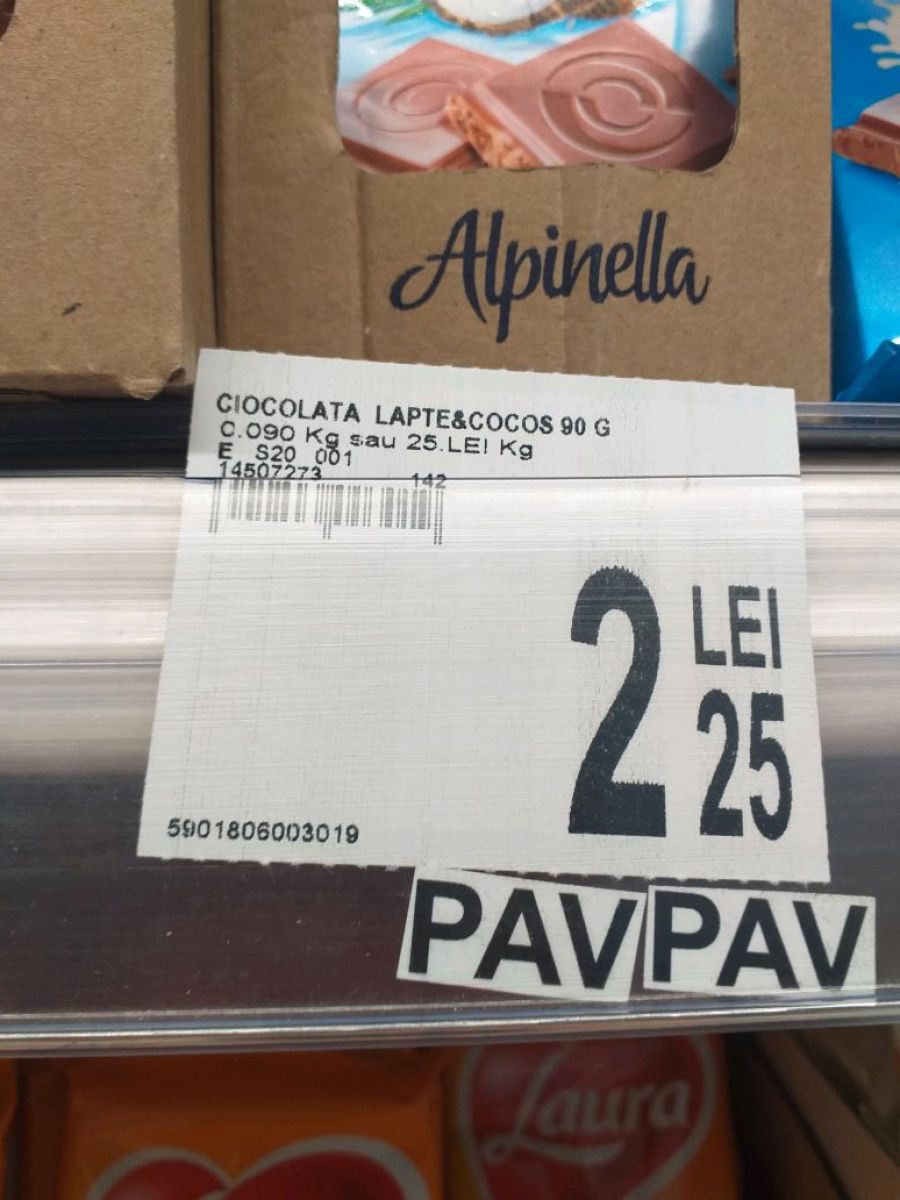 Alpinella
CIOCOLATA LAPTE&COCOS 90 G
0.090 Kg sau 25.LEI Kg
E S20 001
14507273 142
2 LEI 25
5901806003019
PAV PAV
Laura